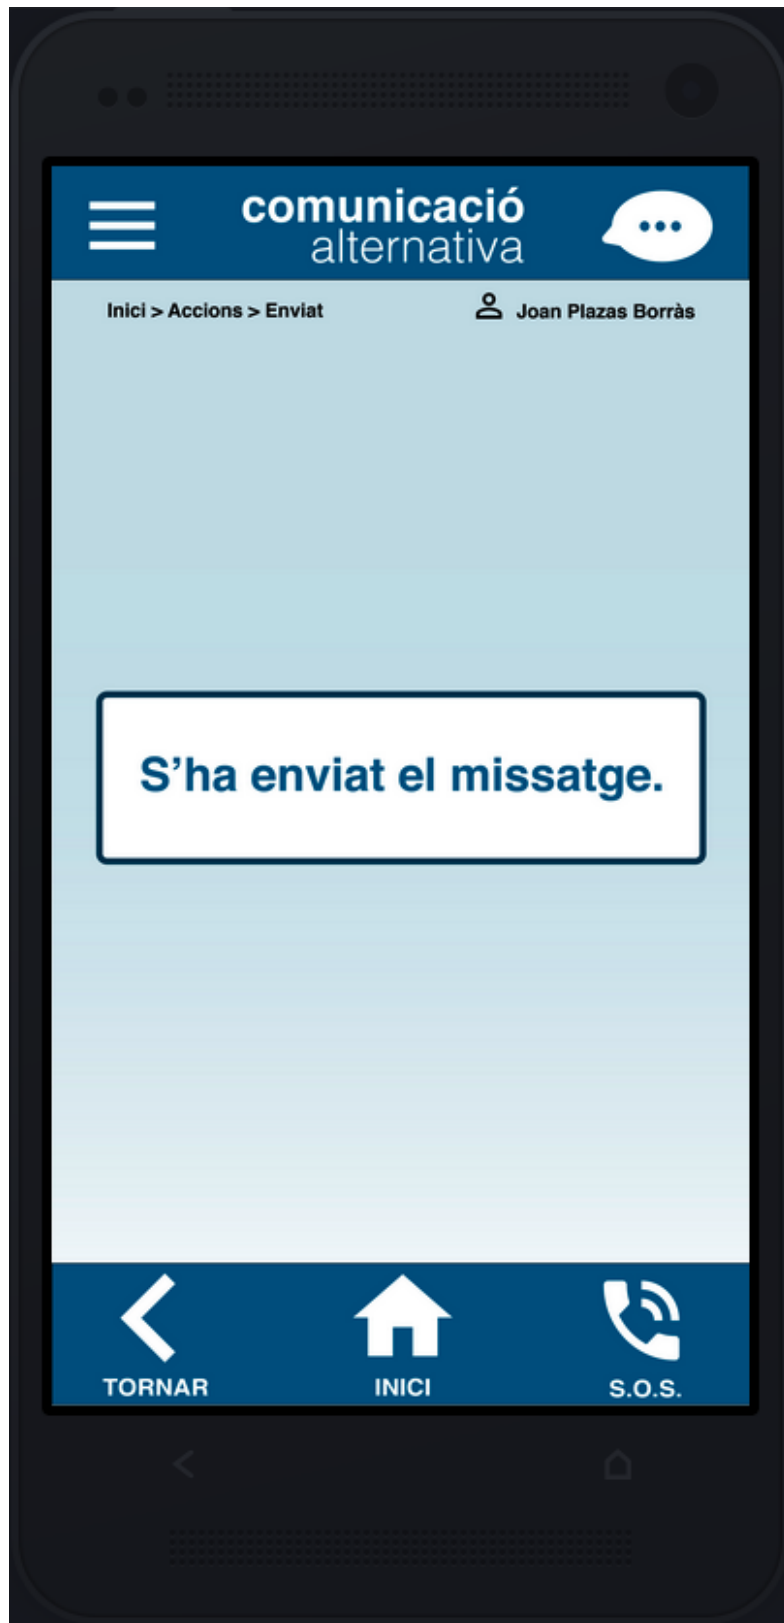 comunicació
alternativa
Inici > Accions > Enviat
Joan Plazas Borràs
S’ha enviat el missatge.
TORNAR
INICI
S.O.S.